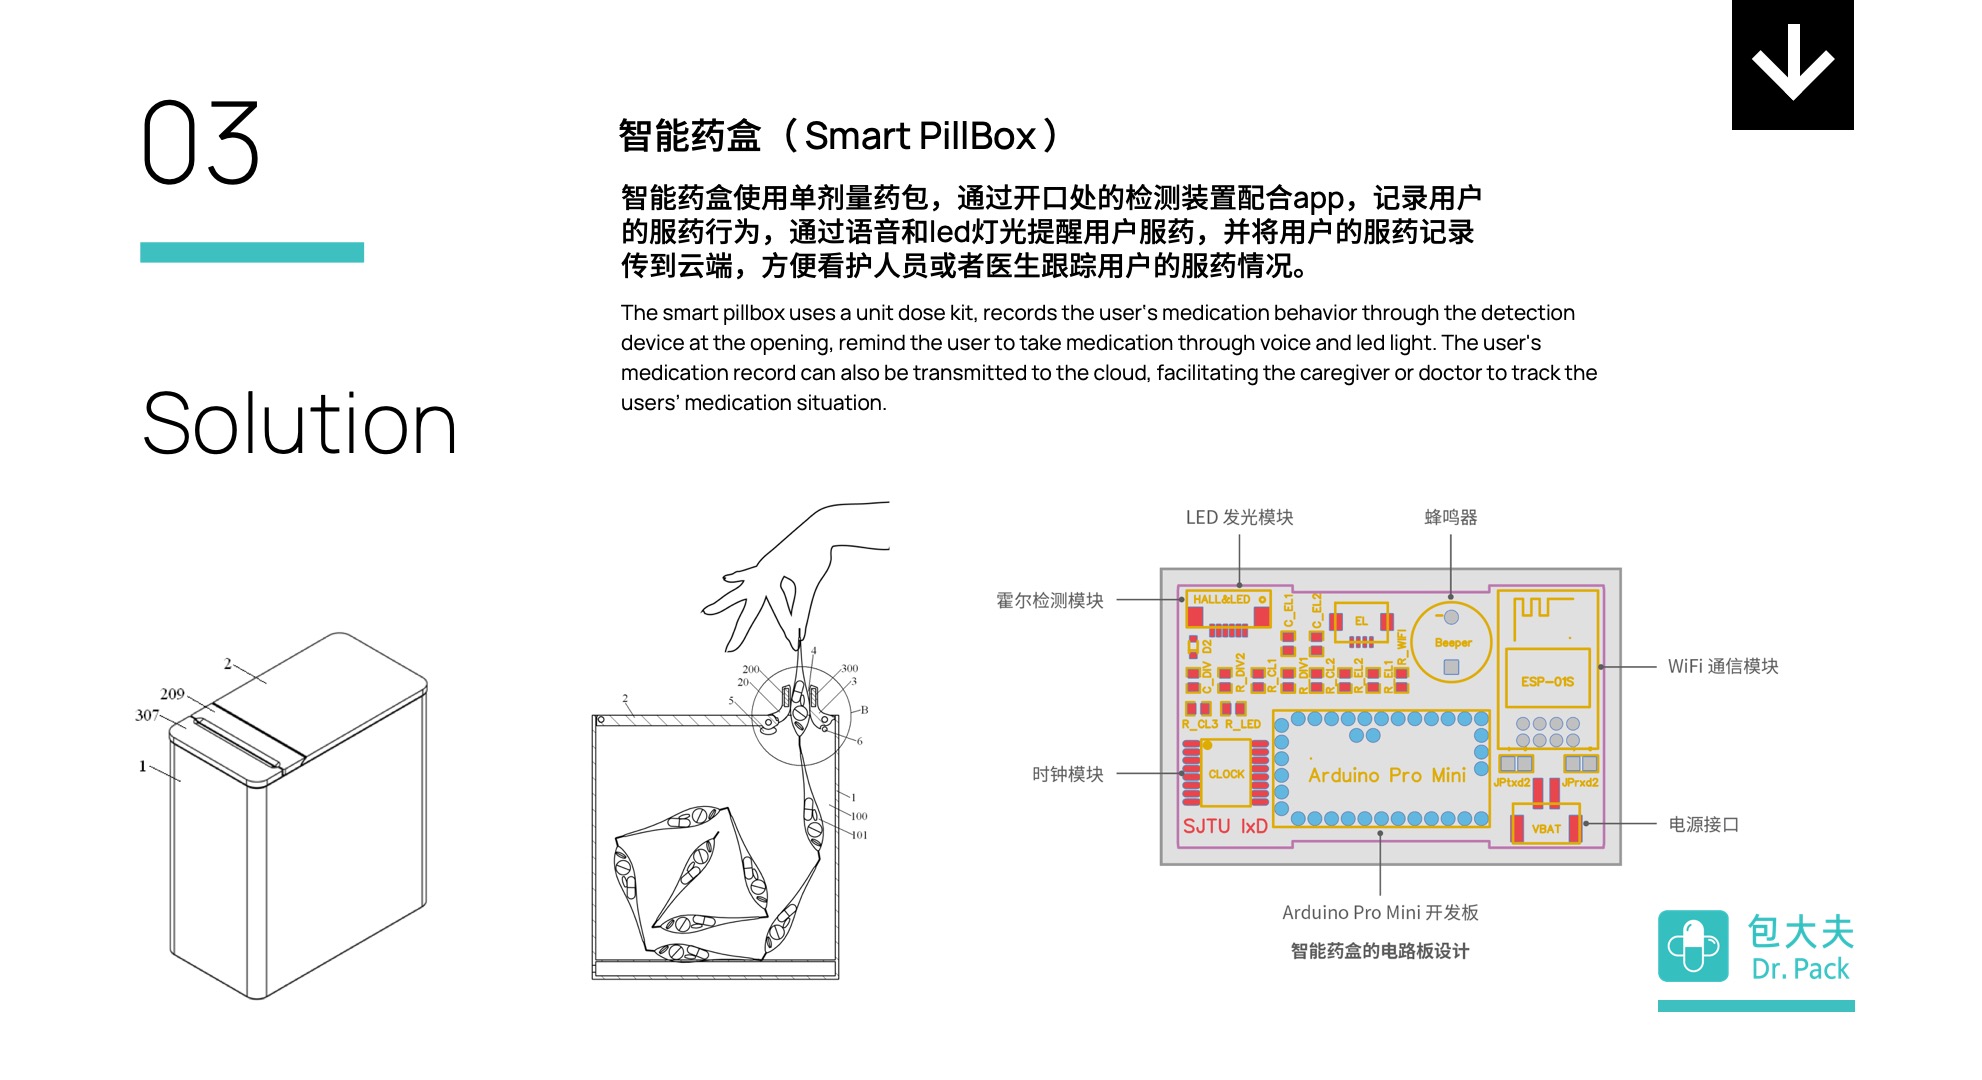 03
Solution
智能药盒（Smart PillBox）
智能药盒使用单剂量药包，通过开口处的检测装置配合app，记录用户
的服药行为，通过语音和led灯光提醒用户服药，并将用户的服药记录
传到云端，方便看护人员或者医生跟踪用户的服药情况。
The smart pillbox uses a unit dose kit, records the user's medication behavior through the detection
device at the opening, remind the user to take medication through voice and led light. The user's
medication record can also be transmitted to the cloud, facilitating the caregiver or doctor to track the
users' medication situation.
2
209
307
1
4
200
300
20
3
2
5
B
6
1
100
101
LED 发光模块
蜂鸣器
霍尔检测模块
HALL&LED
C_EL1
C_EL2
EL
Beeper
R_WIFI
D2
C_DIV
R_DIV2
R_CL1
R_DIV1
R_CL2
R_EL2
R_EL1
ESP-01S
WiFi 通信模块
R_CL3
R_LED
时钟模块
CLOCK
Arduino Pro Mini
JPtxd2
JPrxd2
SJTU IxD
VBAT
电源接口
Arduino Pro Mini 开发板
智能药盒的电路板设计
包大夫
Dr. Pack